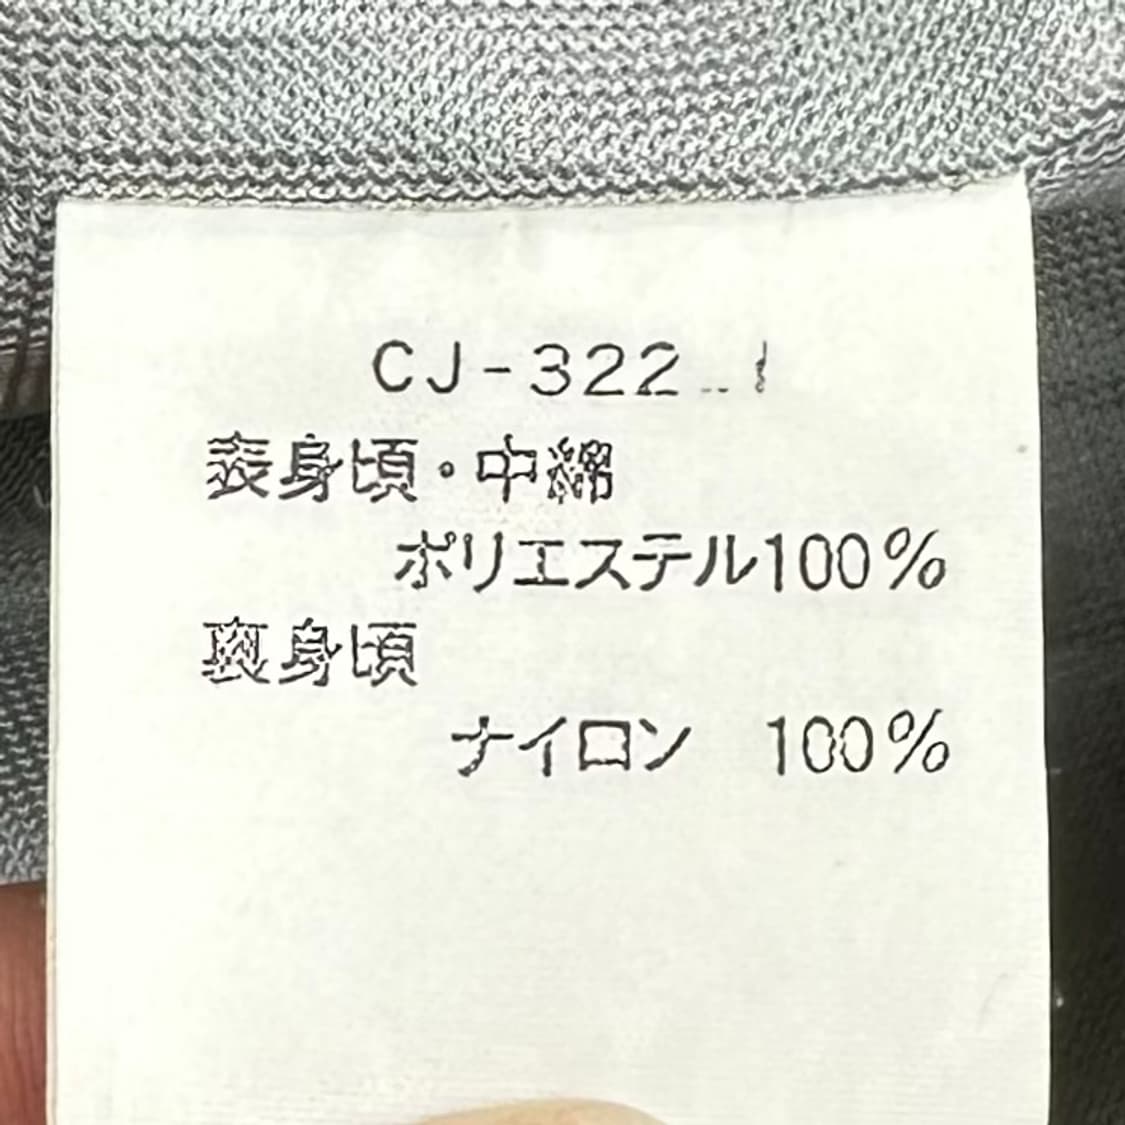 CJ-322
表身頃・中綿
ポリエステル100%
裏身頃
ナイロン 100%